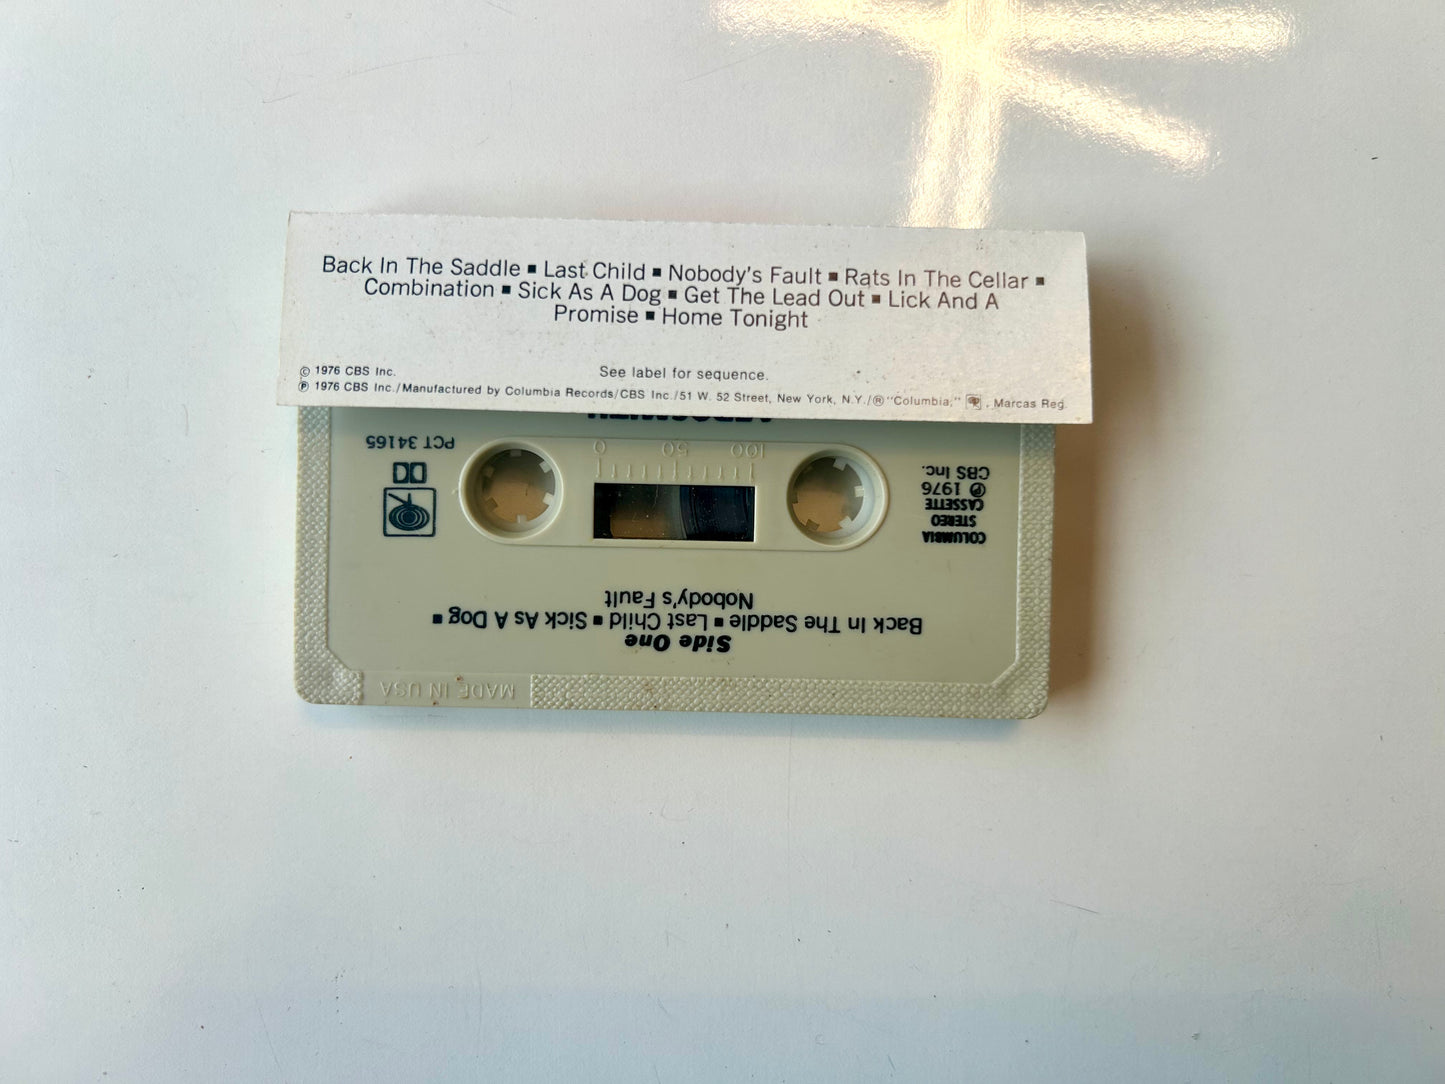 Back In The Saddle ▪ Last Child ▪ Nobody's Fault ▪ Rats In The Cellar ▪
Combination ▪ Sick As A Dog ▪ Get The Lead Out ▪ Lick And A
Promise ▪ Home Tonight
© 1976 CBS Inc.
See label for sequence.
℗ 1976 CBS Inc./Manufactured by Columbia Records/CBS Inc./51 W. 52 Street, New York, N.Y./®"Columbia," , Marcas Reg.
MADE IN USA
Side One
Back In The Saddle ▪ Last Child ▪ Sick As A Dog ▪
Nobody's Fault
COLUMBIA
STEREO
CASSETTE
℗ 1976
CBS Inc.
100 50 0
PCT 34165
AEROSMITH